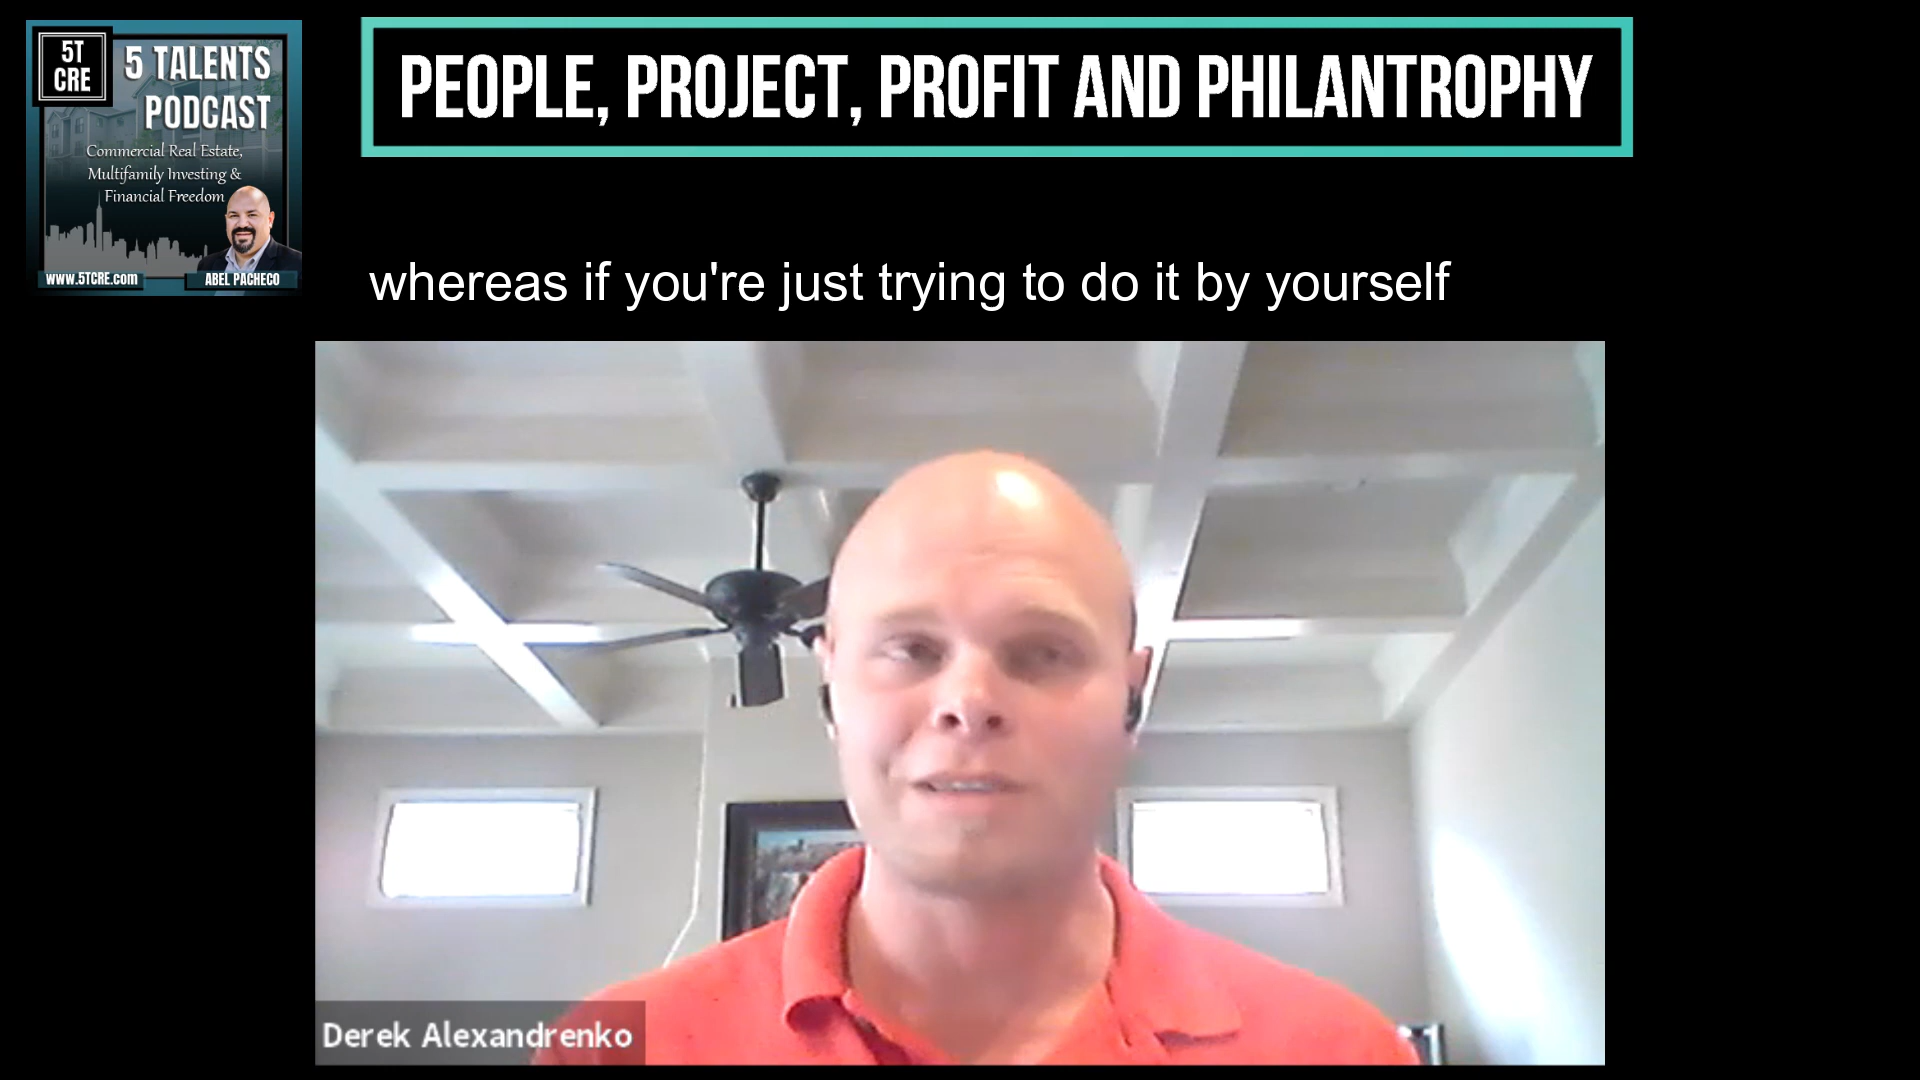 5T
CRE
5 TALENTS
PODCAST
Commercial Real Estate,
Multifamily Investing &
Financial Freedom
www.5TCRE.com
ABEL PACHECO
PEOPLE, PROJECT, PROFIT AND PHILANTROPHY
whereas if you're just trying to do it by yourself
Derek Alexandrenko